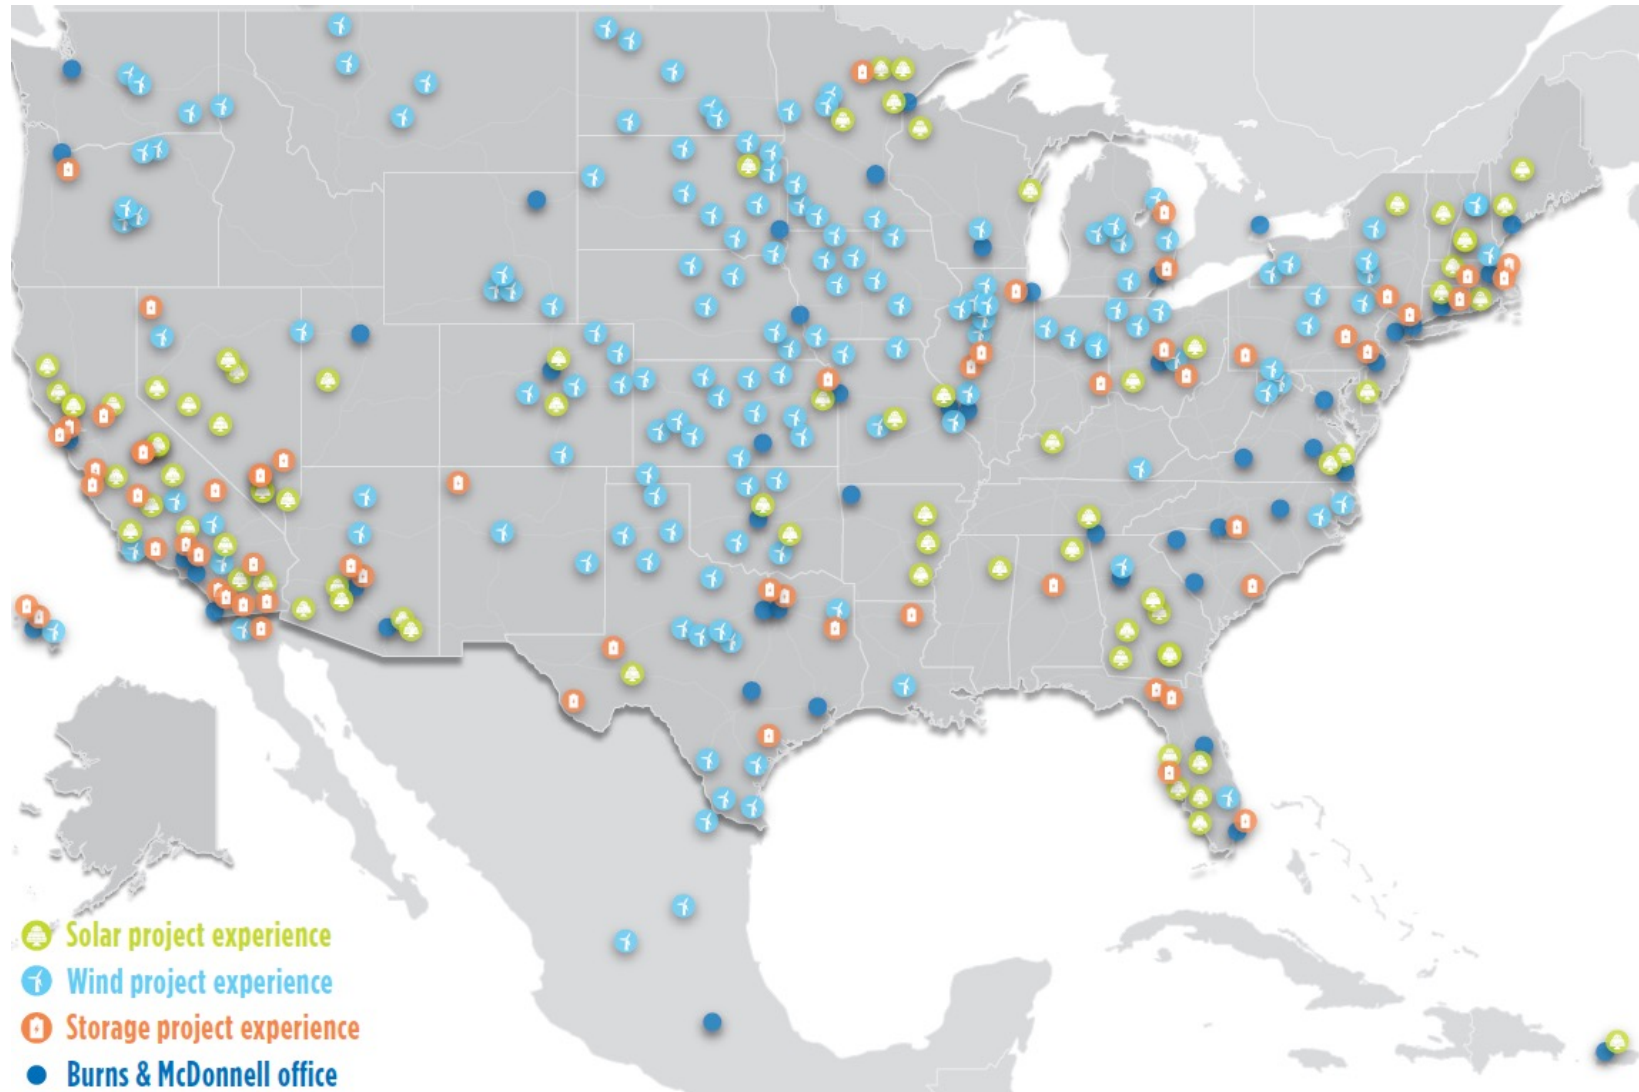 Solar project experience
Wind project experience
Storage project experience
Burns & McDonnell office